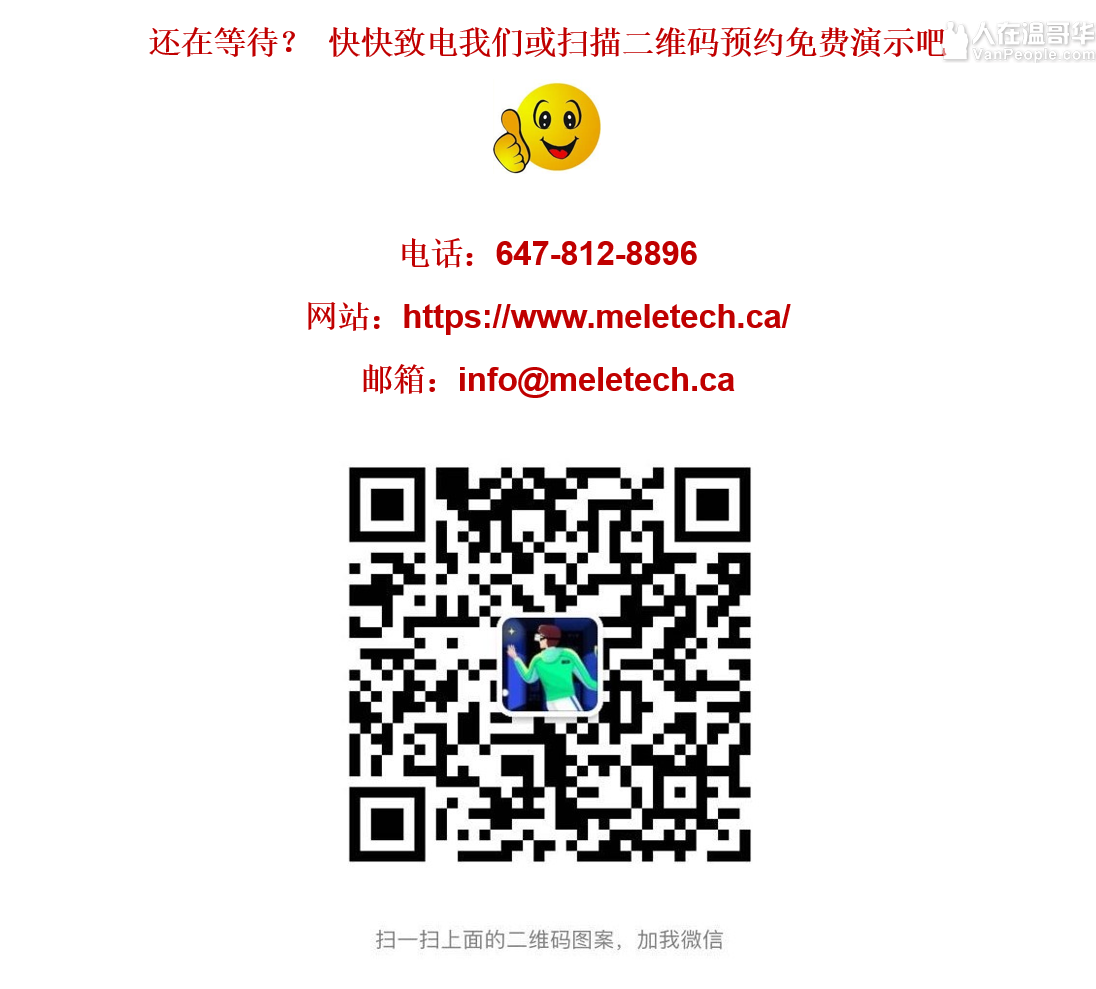 还在等待？ 快快致电我们或扫描二维码预约免费演示吧
人在温哥华
VanPeople.com
电话：647-812-8896
网站：https://www.meletech.ca/
邮箱：info@meletech.ca
扫一扫上面的二维码图案，加我微信